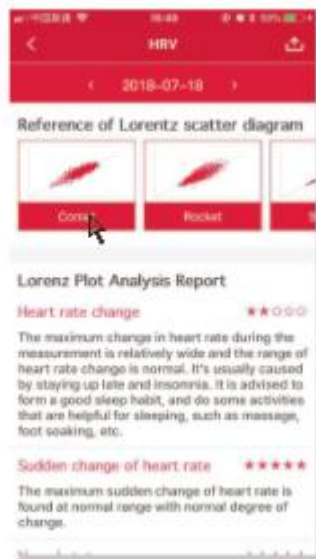 HRV
2018-07-18
Reference of Lorentz scatter diagram
Rocket
Lorenz Plot Analysis Report
Heart rate change
The maximum change in heart rate during the
measurement is relatively wide and the range of
heart rate change is normal. It's usually caused
by staying up late and insomnia. It is advised to
form a good sleep habit, and do some activities
that are helpful for sleeping, such as massage,
foot soaking, etc.
Sudden change of heart rate
The maximum sudden change of heart rate is
found at normal range with normal degree of
change.